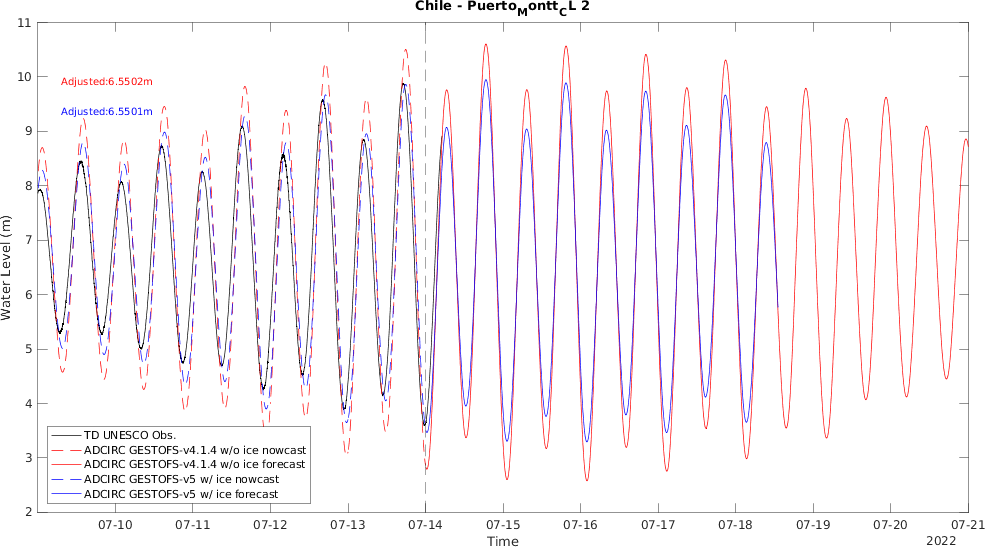 Chile - PuertoMonttCL 2
Adjusted:6.5502m
Adjusted:6.5501m
Water Level (m)
11
10
9
8
7
6
5
4
3
2
TD UNESCO Obs.
ADCIRC GESTOFS-v4.1.4 w/o ice nowcast
ADCIRC GESTOFS-v4.1.4 w/o ice forecast
ADCIRC GESTOFS-v5 w/ ice nowcast
ADCIRC GESTOFS-v5 w/ ice forecast
07-10 07-11 07-12 07-13 07-14 07-15 07-16 07-17 07-18 07-19 07-20 07-21
Time
2022